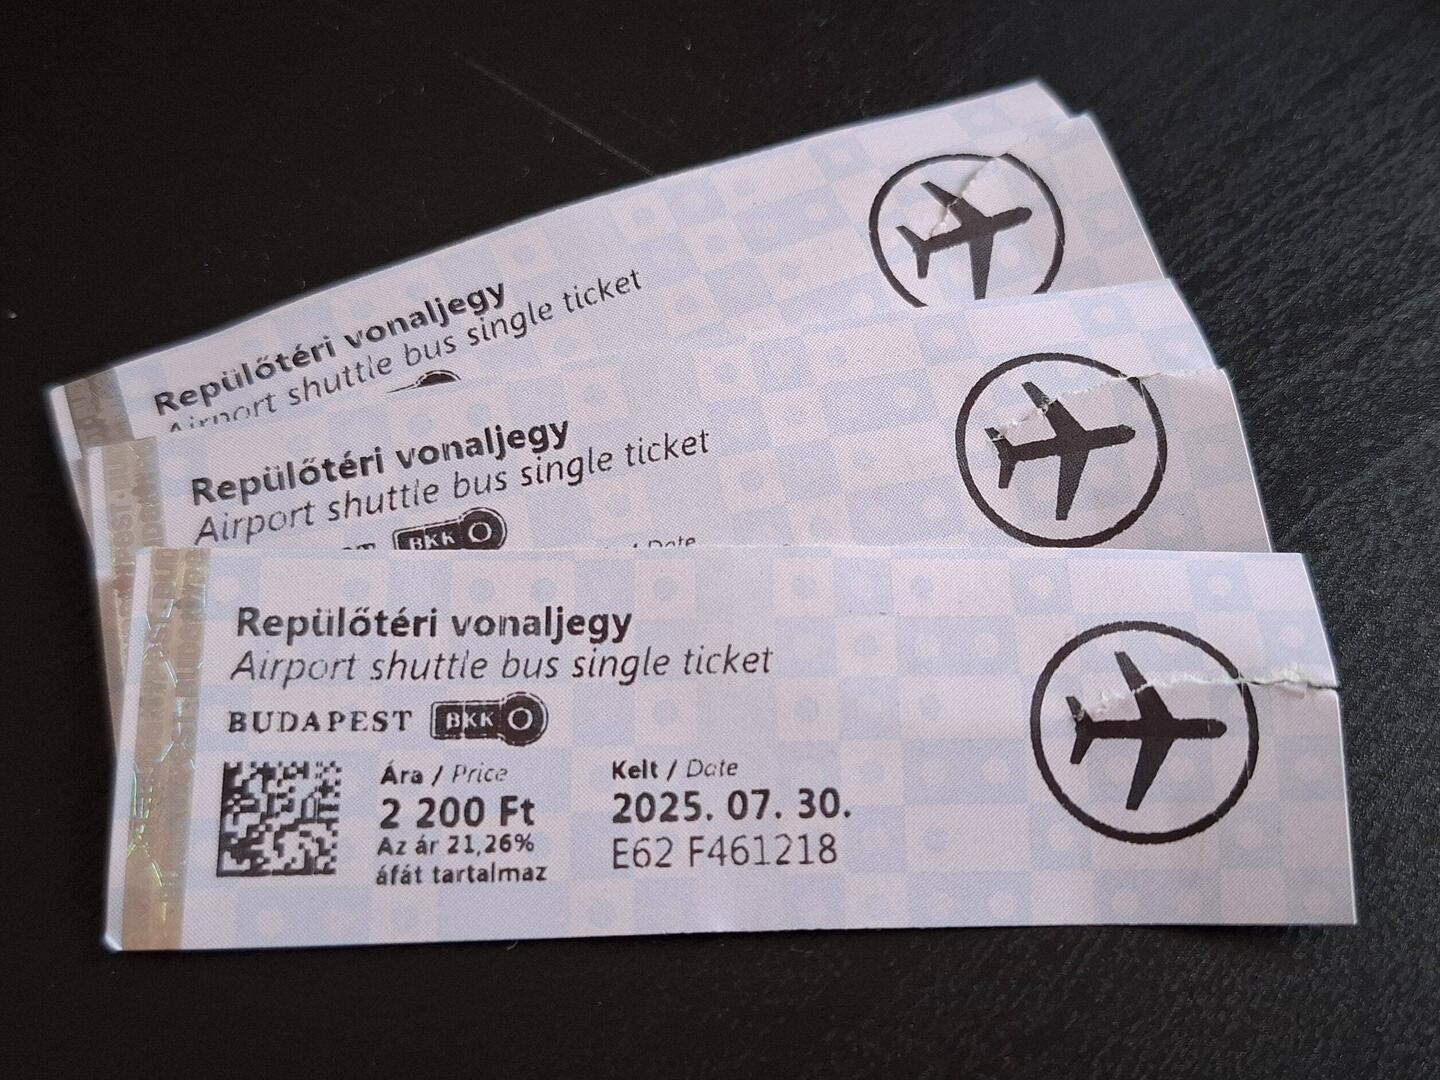 Repülőtéri vonaljegy
Airport shuttle bus single ticket
Repülőtéri vonaljegy
Airport shuttle bus single ticket
BKK
Date
Repülőtéri vonaljegy
Airport shuttle bus single ticket
BUDAPEST BKK
Ára / Price
2 200 Ft
Az ár 21,26%
áfát tartalmaz
Kelt / Date
2025. 07. 30.
E62 F461218